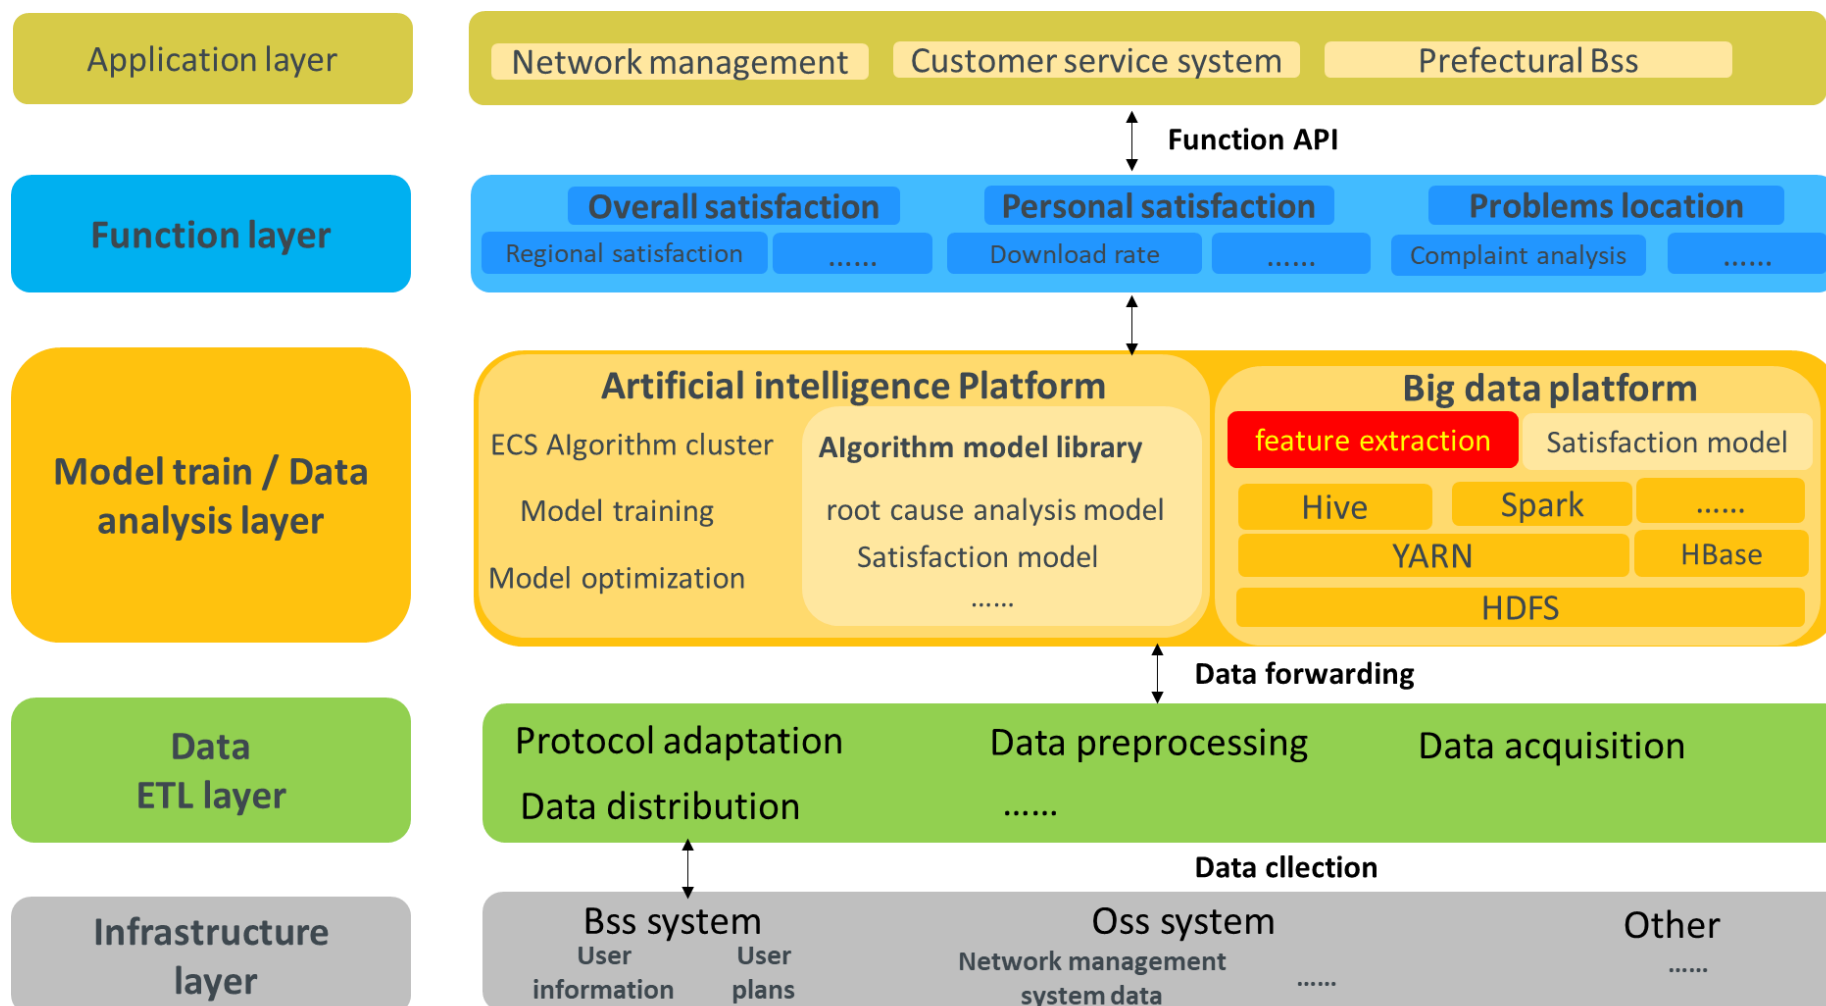 Application layer
Network management
Customer service system
Prefectural Bss
Function API
Function layer
Overall satisfaction
Personal satisfaction
Problems location
Regional satisfaction
......
Download rate
......
Complaint analysis
......
Model train / Data
analysis layer
Artificial intelligence Platform
ECS Algorithm cluster
Model training
Model optimization
Algorithm model library
root cause analysis model
Satisfaction model
......
Big data platform
feature extraction
Satisfaction model
Hive
Spark
......
YARN
HBase
HDFS
Data forwarding
Data
ETL layer
Protocol adaptation
Data preprocessing
Data acquisition
Data distribution
......
Data cllection
Infrastructure
layer
Bss system
User
information
User
plans
Oss system
Network management
system data
......
Other
......